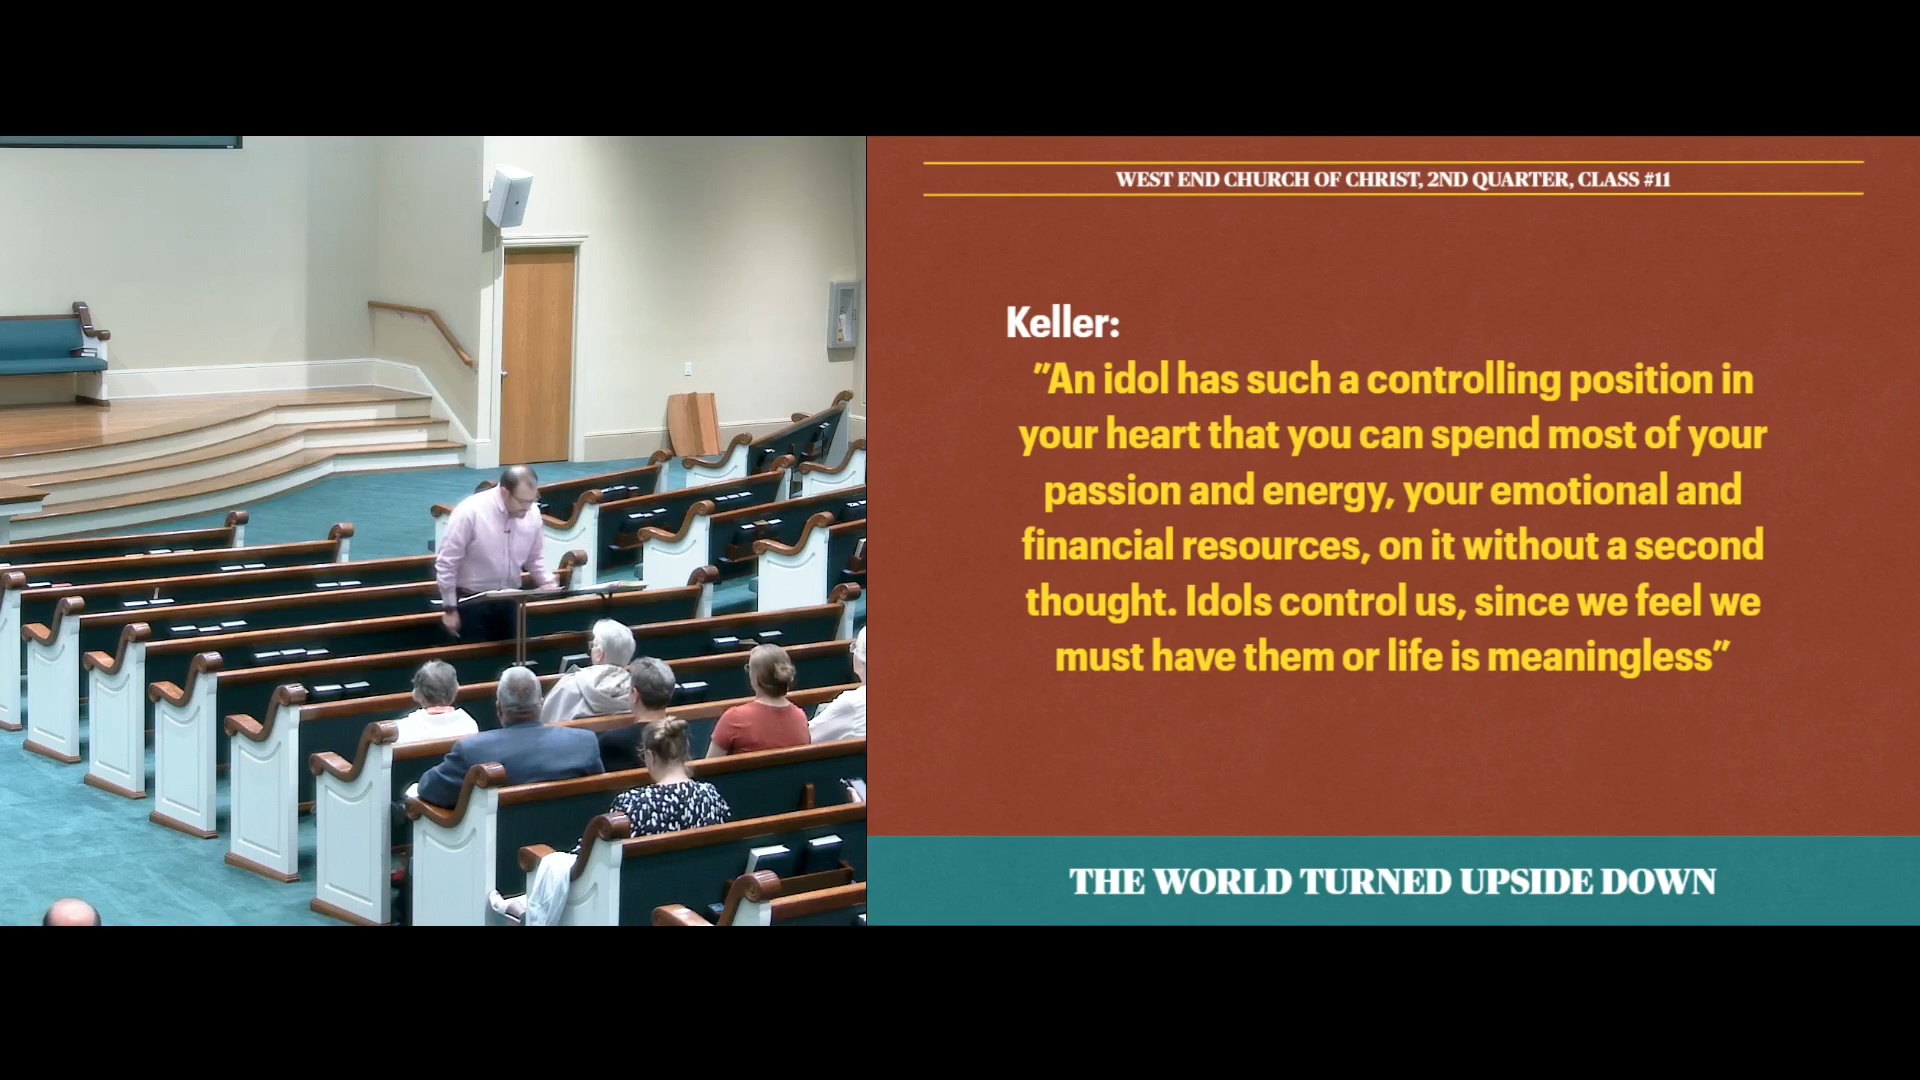 WEST END CHURCH OF CHRIST, 2ND QUARTER, CLASS #11
Keller:
”An idol has such a controlling position in
your heart that you can spend most of your
passion and energy, your emotional and
financial resources, on it without a second
thought. Idols control us, since we feel we
must have them or life is meaningless”
THE WORLD TURNED UPSIDE DOWN